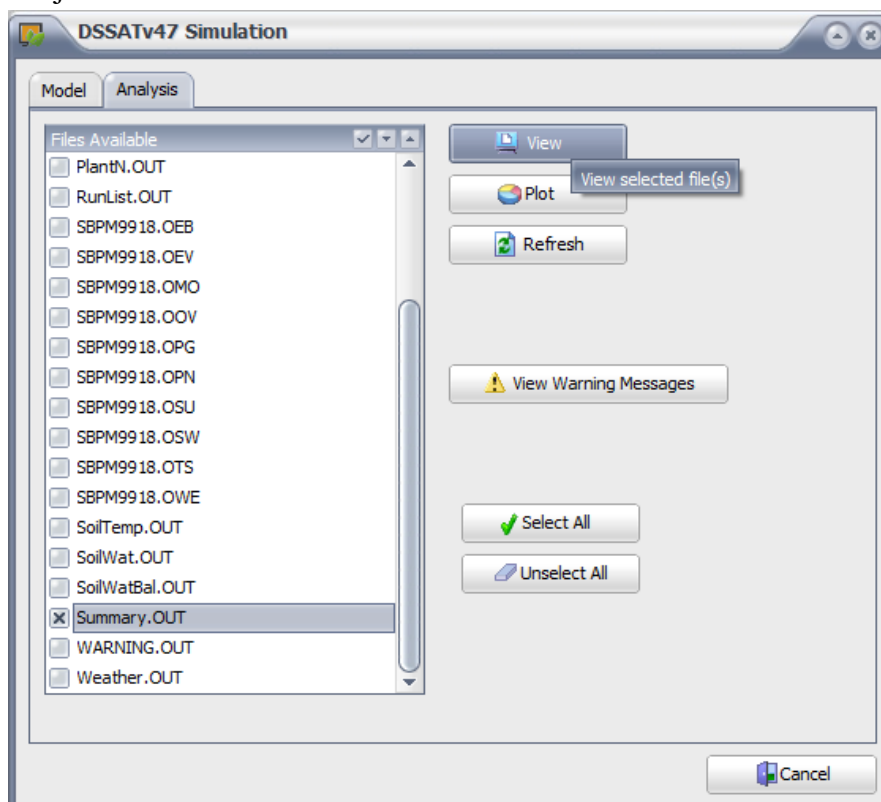 DSSATv47 Simulation
Model
Analysis
Files Available
PlantN.OUT
RunList.OUT
SBPM9918.OEB
SBPM9918.OEV
SBPM9918.OMO
SBPM9918.OOV
SBPM9918.OPG
SBPM9918.OPN
SBPM9918.OSU
SBPM9918.OSW
SBPM9918.OTS
SBPM9918.OWE
SoilTemp.OUT
SoilWat.OUT
SoilWatBal.OUT
Summary.OUT
WARNING.OUT
Weather.OUT
View
View selected file(s)
Plot
Refresh
View Warning Messages
Select All
Unselect All
Cancel